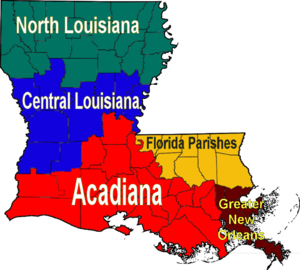 North Louisiana
Central Louisiana
Florida Parishes
Acadiana
Greater
New
Orleans